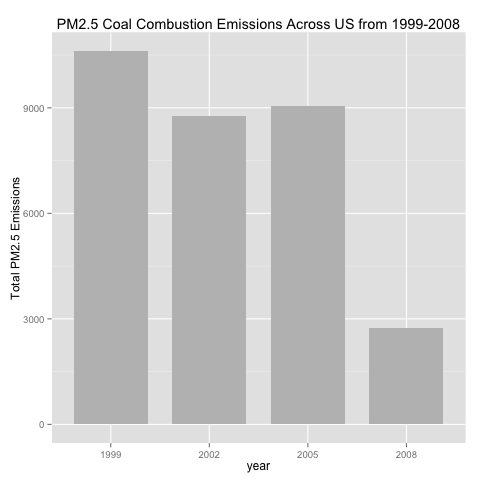 PM2.5 Coal Combustion Emissions Across US from 1999-2008
Total PM2.5 Emissions
9000
6000
3000
0
1999 2002 2005 2008
year